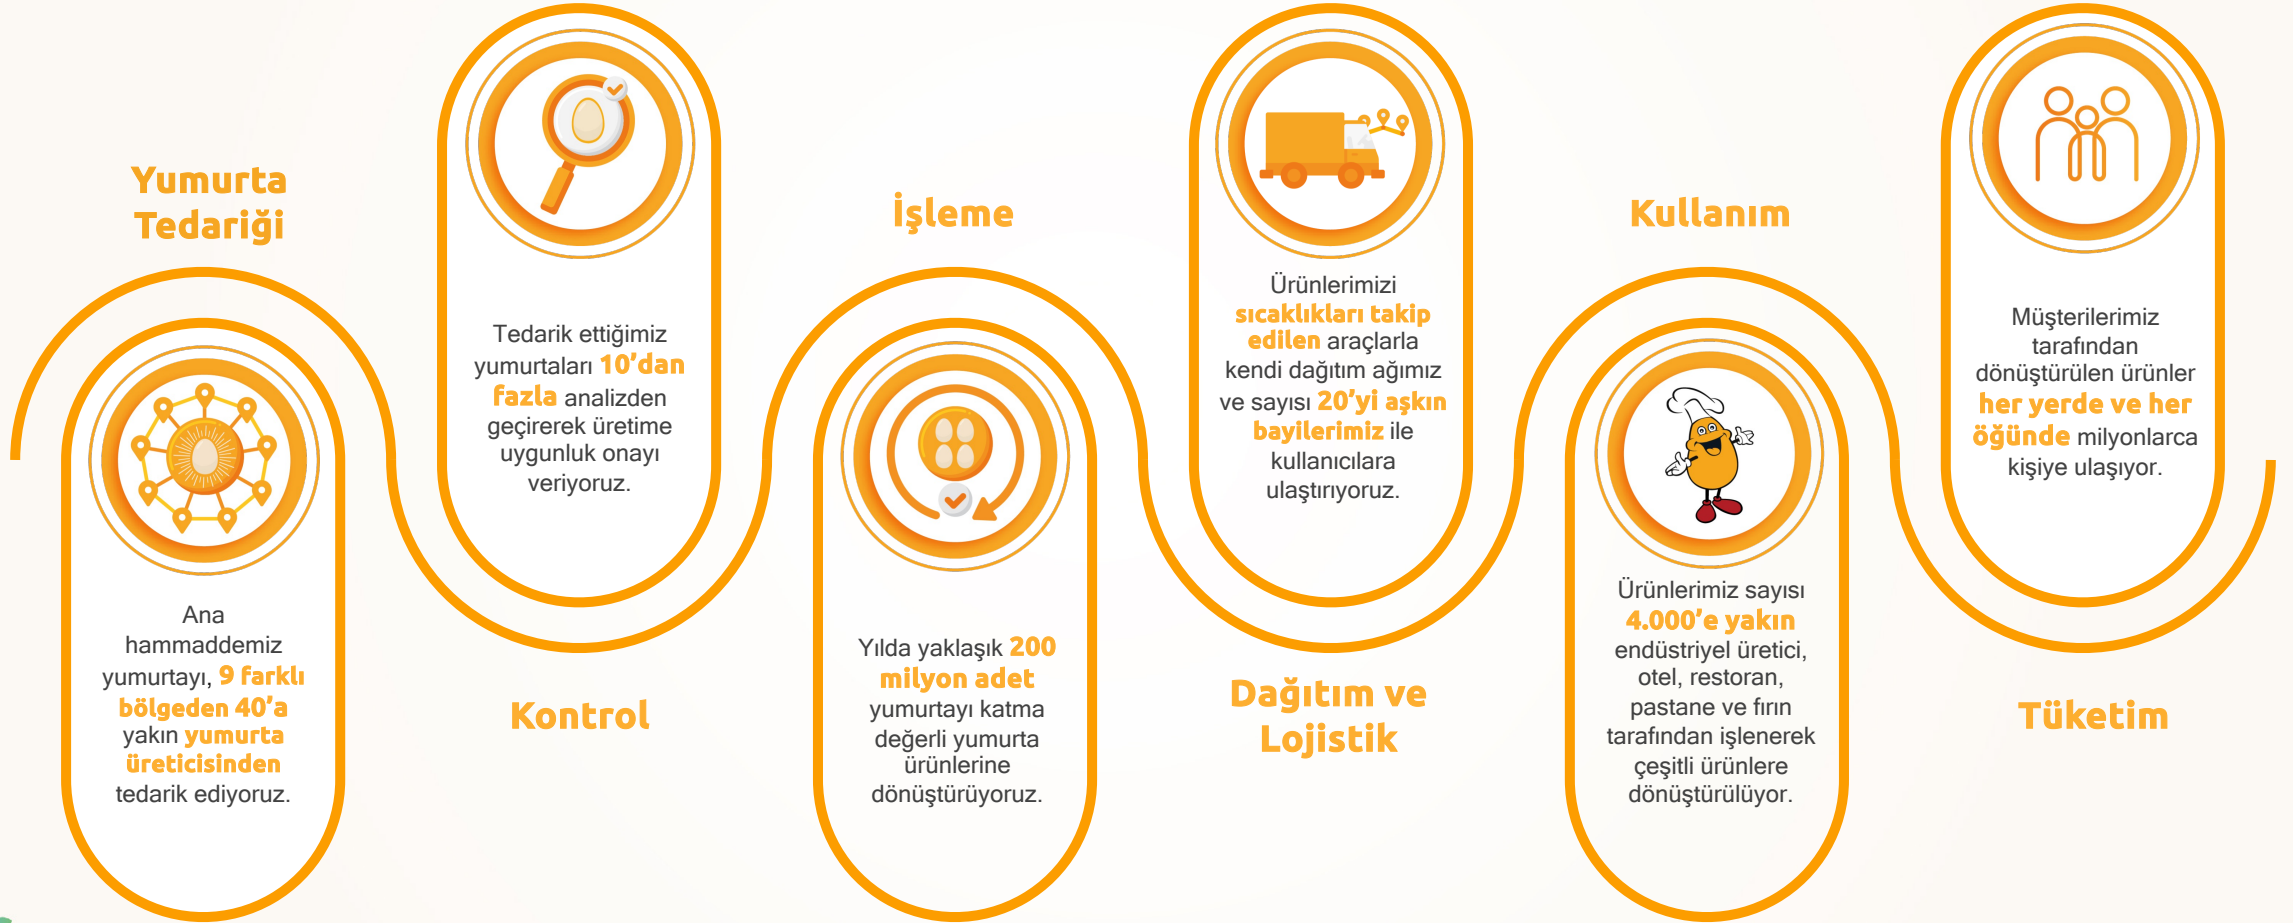 Yumurta
Tedariği
Ana
hammaddemiz
yumurtayı, 9 farklı
bölgeden 40'a
yakın yumurta
üreticisinden
tedarik ediyoruz.
Tedarik ettiğimiz
yumurtaları 10'dan
fazla analizden
geçirerek üretime
uygunluk onayı
veriyoruz.
Kontrol
İşleme
Yılda yaklaşık 200
milyon adet
yumurtayı katma
değerli yumurta
ürünlerine
dönüştürüyoruz.
Ürünlerimizi
sıcaklıkları takip
edilen araçlarla
kendi dağıtım ağımız
ve sayısı 20'yi aşkın
bayilerimiz ile
kullanıcılara
ulaştırıyoruz.
Dağıtım ve
Lojistik
Kullanım
Ürünlerimiz sayısı
4.000'e yakın
endüstriyel üretici,
otel, restoran,
pastane ve fırın
tarafından işlenerek
çeşitli ürünlere
dönüştürülüyor.
Müşterilerimiz
tarafından
dönüştürülen ürünler
her yerde ve her
öğünde milyonlarca
kişiye ulaşıyor.
Tüketim